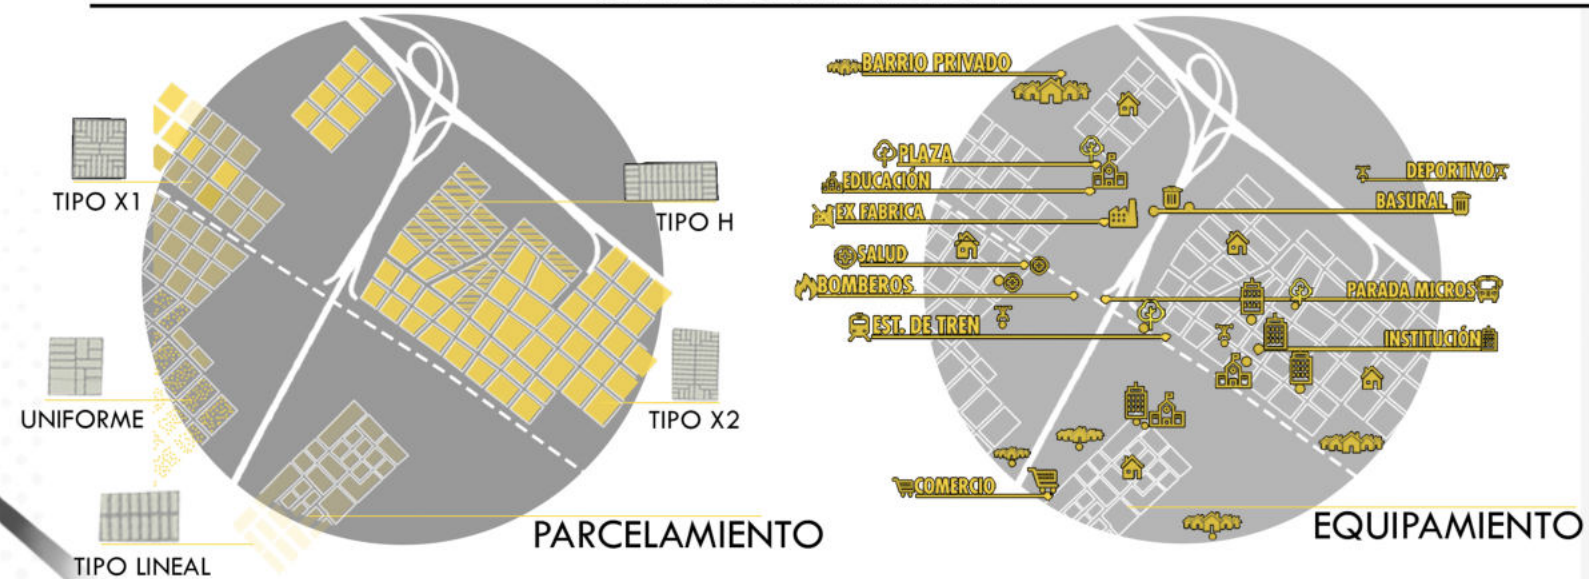 TIPO X1
TIPO H
UNIFORME
TIPO X2
TIPO LINEAL
PARCELAMIENTO
BARRIO PRIVADO
PLAZA
EDUCACIÓN
EX FABRICA
SALUD
BOMBEROS
EST. DE TREN
COMERCIO
DEPORTIVO
BASURAL
PARADA MICROS
INSTITUCIÓN
EQUIPAMIENTO